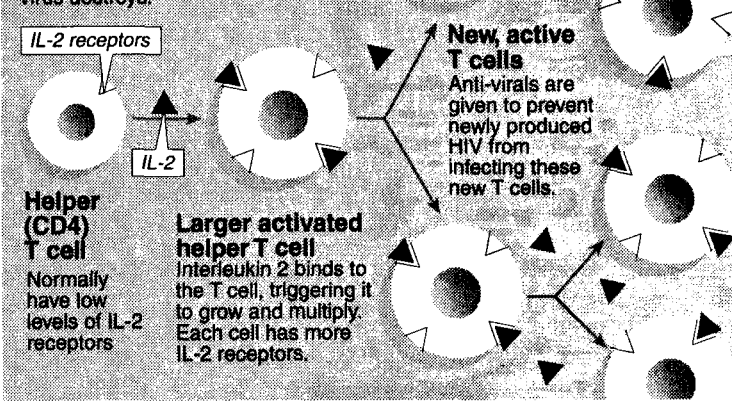 virus destroys.
IL-2 receptors
IL-2
Helper
(CD4)
T cell
Normally
have low
levels of IL-2
receptors
Larger activated
helper T cell
Interleukin 2 binds to
the T cell, triggering it
to grow and multiply.
Each cell has more
IL-2 receptors.
New, active
T cells
Anti-virals are
given to prevent
newly produced
HIV from
infecting these
new T cells.